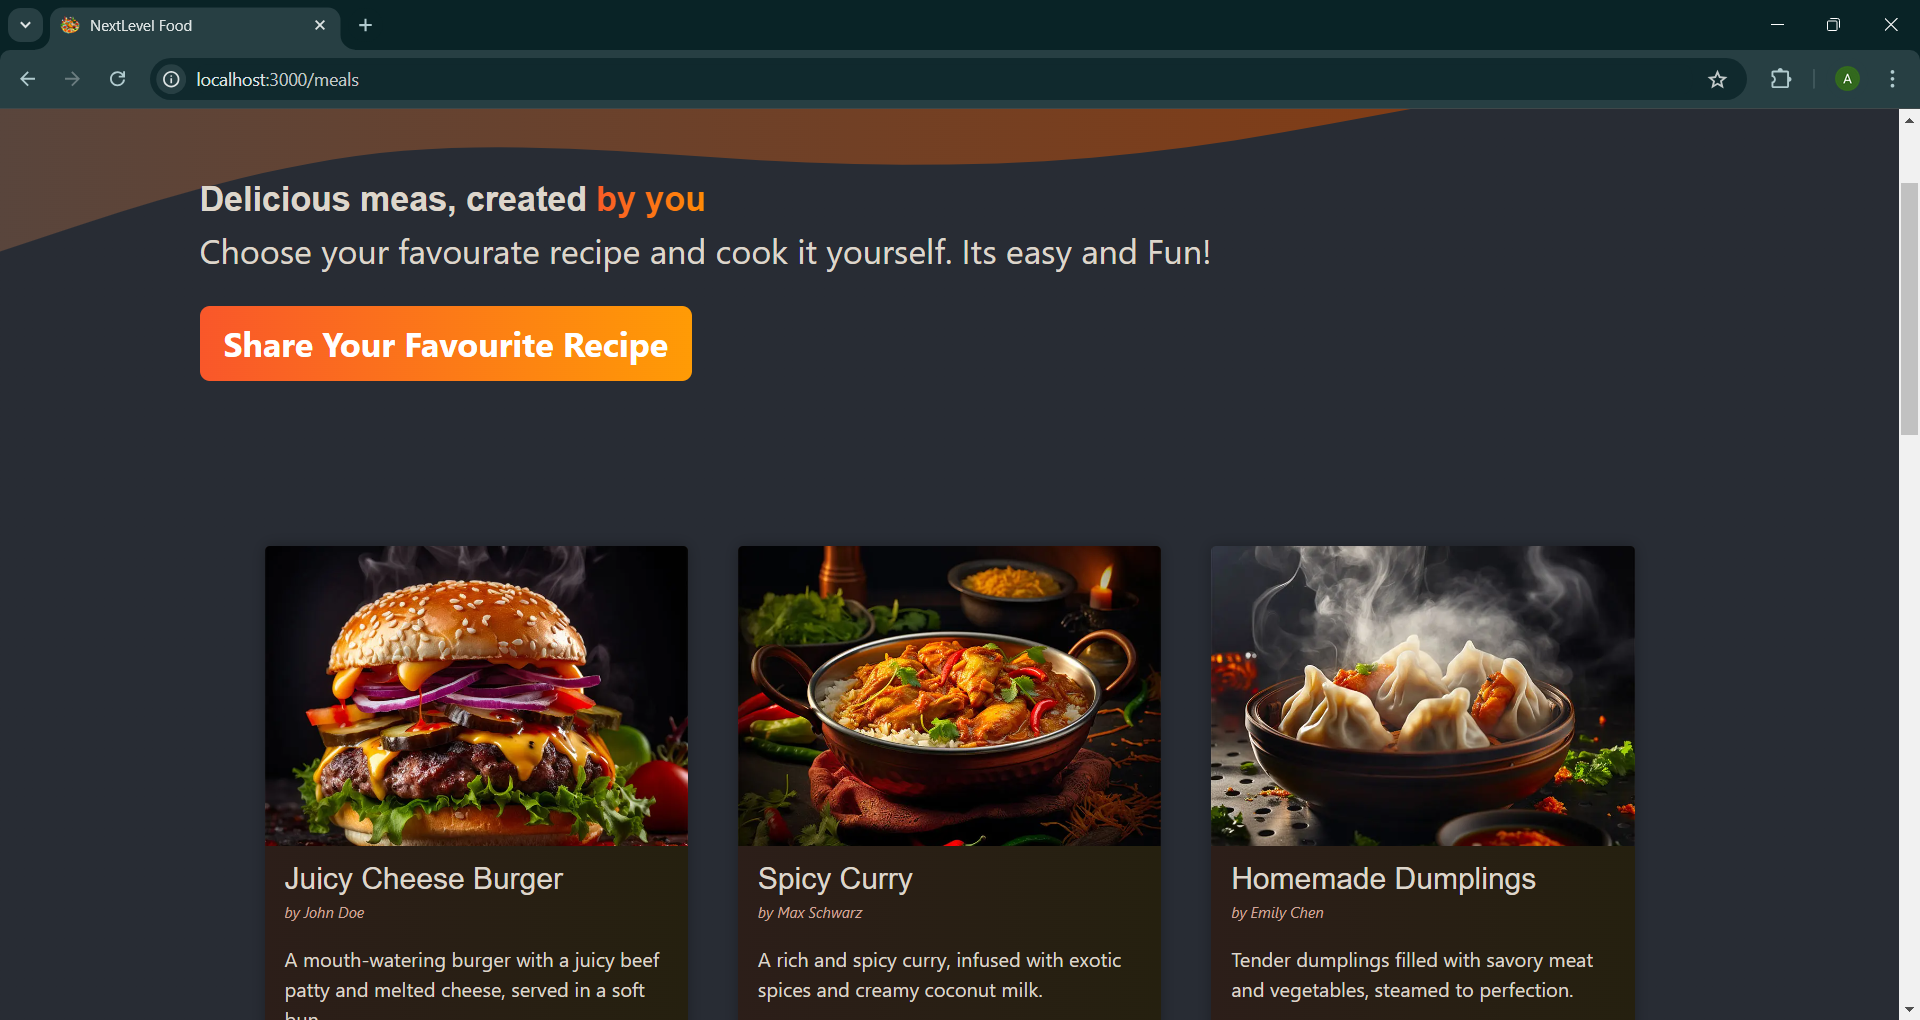 NextLevel Food
localhost:3000/meals
A
Delicious meas, created by you
Choose your favourate recipe and cook it yourself. Its easy and Fun!
Share Your Favourite Recipe
Juicy Cheese Burger
by John Doe
A mouth-watering burger with a juicy beef
patty and melted cheese, served in a soft
bun
Spicy Curry
by Max Schwarz
A rich and spicy curry, infused with exotic
spices and creamy coconut milk.
Homemade Dumplings
by Emily Chen
Tender dumplings filled with savory meat
and vegetables, steamed to perfection.